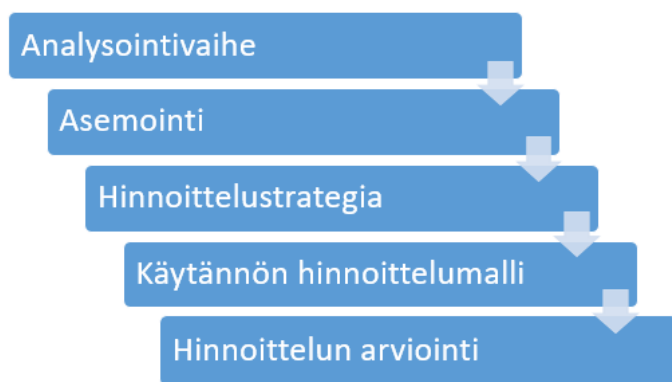 Analysointivaihe
Asemointi
Hinnoittelustrategia
Käytännön hinnoittelumalli
Hinnoittelun arviointi